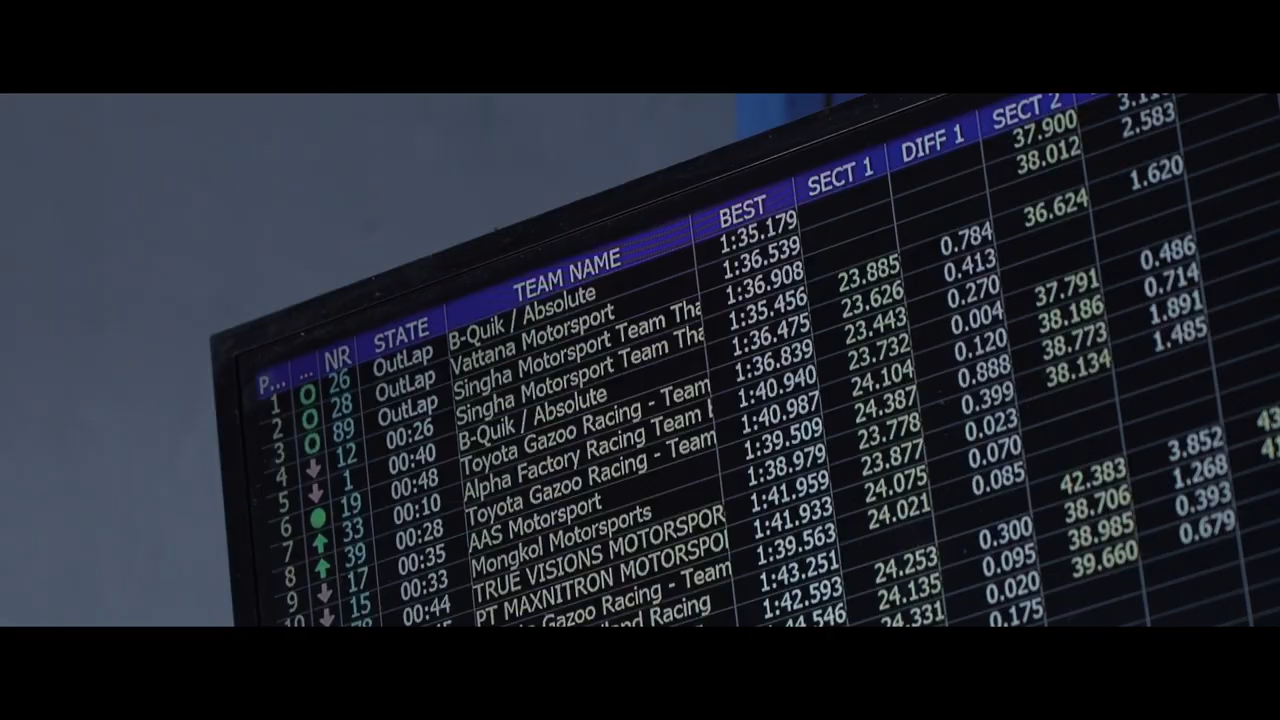 P... ... NR STATE TEAM NAME BEST SECT 1 DIFF 1 SECT 2
1 26 OutLap B-Quik / Absolute 1:35.179 37.900
2 28 OutLap Vattana Motorsport 1:36.539 38.012 2.583
3 89 OutLap Singha Motorsport Team Tha 1:36.908
4 12 00:26 Singha Motorsport Team Tha 1:35.456 23.885 0.784 36.624 1.620
5 1 00:40 B-Quik / Absolute 1:36.475 23.626 0.413
6 19 00:48 Toyota Gazoo Racing - Team 1:36.839 23.443 0.270
7 33 00:10 Alpha Factory Racing Team 1:40.940 23.732 0.004 37.791 0.486
8 39 00:28 Toyota Gazoo Racing - Team 1:40.987 24.104 0.120 38.186 0.714
9 17 00:35 AAS Motorsport 1:39.509 24.387 0.888 38.773 1.891
10 15 00:33 Mongkol Motorsports 1:38.979 23.778 0.399 38.134 1.485
00:44 TRUE VISIONS MOTORSPOR 1:41.959 23.877 0.023
PT MAXNITRON MOTORSPO 1:41.933 24.075 0.070
Gazoo Racing - Team 1:39.563 24.021 0.085
Racing 1:43.251 42.383 3.852
1:42.593 24.253 0.300 38.706 1.268
44.546 24.135 0.095 38.985 0.393
24.331 0.020 39.660 0.679
0.175